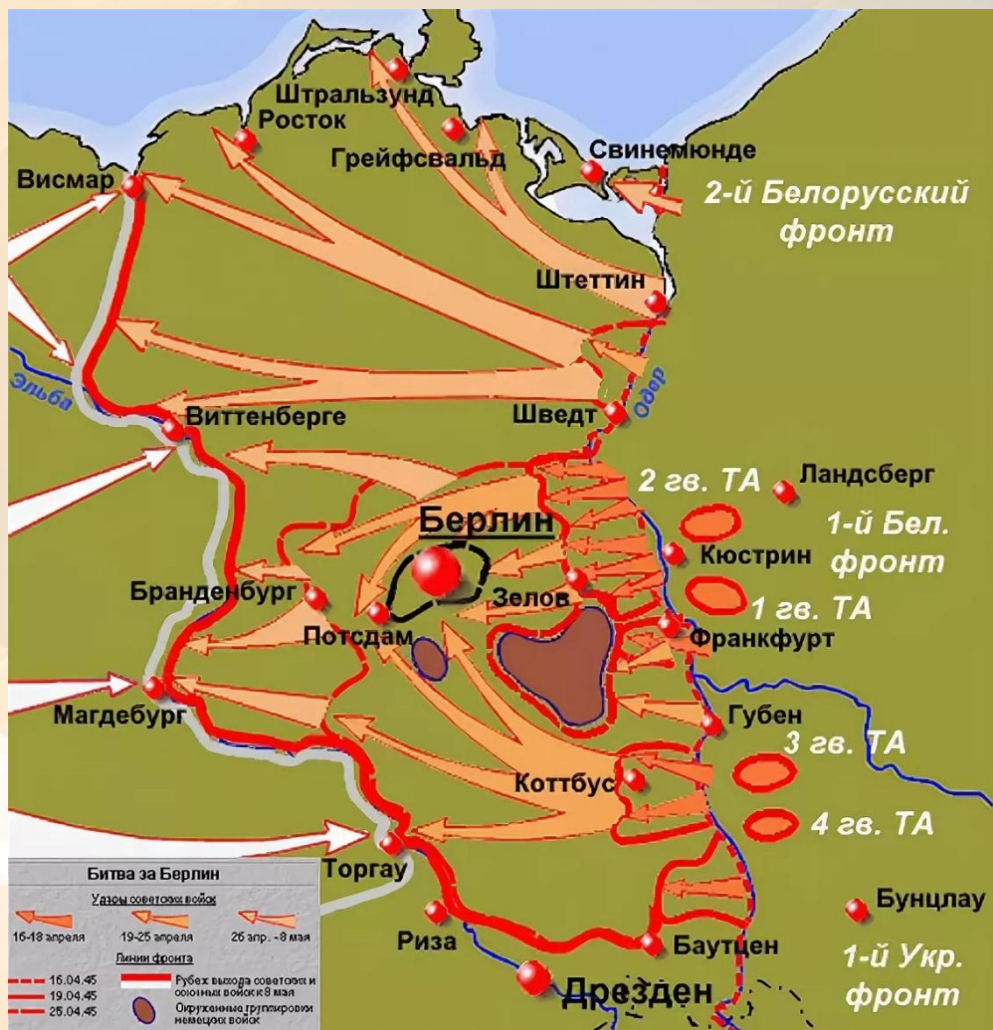 Штральзунд
Росток
Грейфсвальд
Свинемюнде
Висмар
2-й Белорусский
фронт
Штеттин
Эльба
Одер
Шведт
Виттенберге
2 гв. ТА
Ландсберг
Берлин
1-й Бел.
фронт
Кюстрин
Зелов
Бранденбург
1 гв. ТА
Потсдам
Франкфурт
Магдебург
Губен
3 гв. ТА
Коттбус
4 гв. ТА
Торгау
Бунцлау
Риза
Баутцен
1-й Укр.
фронт
Дрезден
Битва за Берлин
Удары советских войск
16-18 апреля
19-25 апреля
26 апр. - 8 мая
Линии фронта
16.04.45
19.04.45
25.04.45
Рубеж выхода советских и
союзных войск к 8 мая
Окруженные группировки
немецких войск